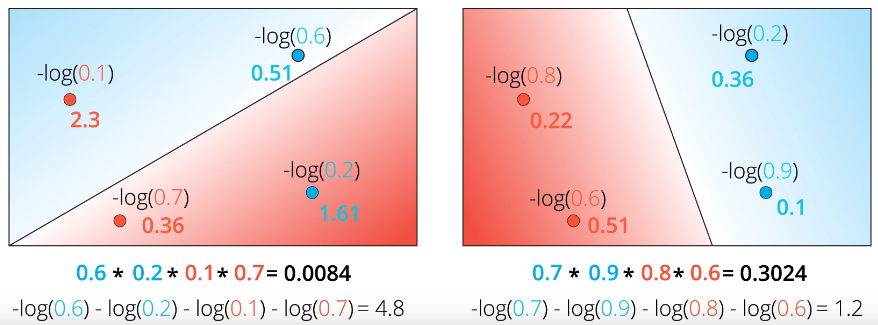 -log(0.6)
0.51
-log(0.1)
2.3
-log(0.2)
1.61
-log(0.7)
0.36
0.6 * 0.2 * 0.1 * 0.7 = 0.0084
-log(0.6) - log(0.2) - log(0.1) - log(0.7) = 4.8
-log(0.2)
0.36
-log(0.8)
0.22
-log(0.9)
0.1
-log(0.6)
0.51
0.7 * 0.9 * 0.8 * 0.6 = 0.3024
-log(0.7) - log(0.9) - log(0.8) - log(0.6) = 1.2